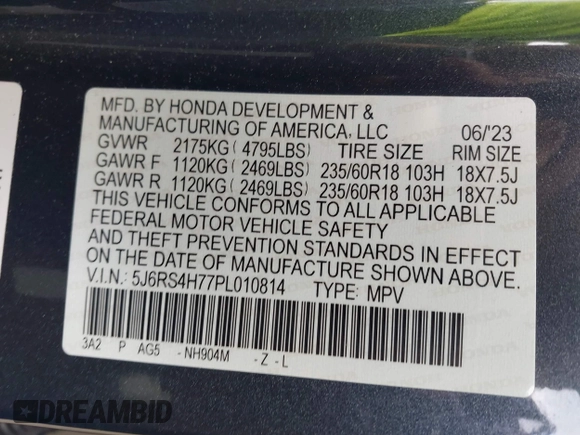 MFD. BY HONDA DEVELOPMENT &
MANUFACTURING OF AMERICA, LLC 06/'23
GVWR 2175KG ( 4795LBS) TIRE SIZE RIM SIZE
GAWR F 1120KG ( 2469LBS) 235/60R18 103H 18X7.5J
GAWR R 1120KG ( 2469LBS) 235/60R18 103H 18X7.5J
THIS VEHICLE CONFORMS TO ALL APPLICABLE
FEDERAL MOTOR VEHICLE SAFETY
AND THEFT PREVENTION STANDARDS IN EFFECT
ON THE DATE OF MANUFACTURE SHOWN ABOVE.
V.I.N.: 5J6RS4H77PL010814 TYPE: MPV
3A2 P AG5 -NH904M -Z-L
DREAMBID